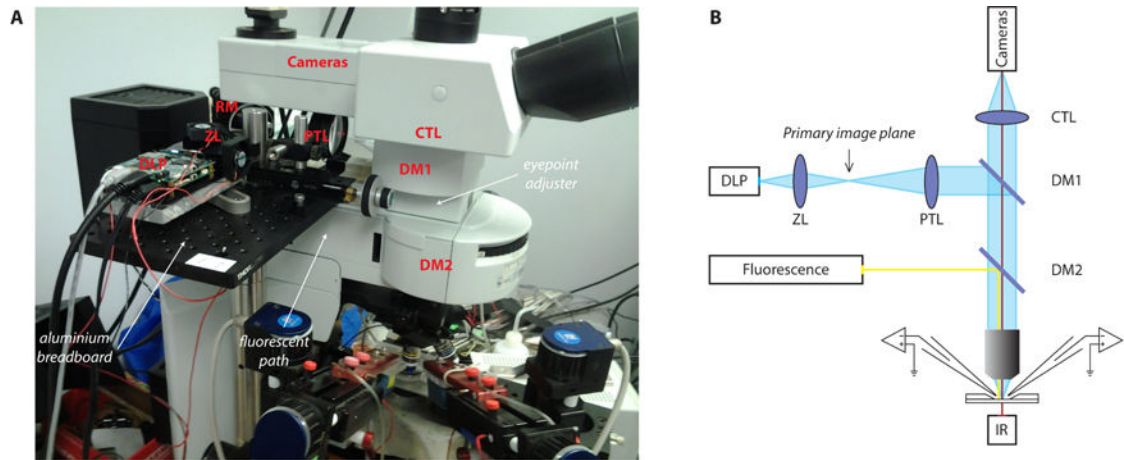 A
Cameras
RM
ZL
PTL
DLP
CTL
DM1
eyepoint
adjuster
DM2
aluminium
breadboard
fluorescent
path
B
Cameras
CTL
Primary image plane
DLP
DM1
ZL
PTL
Fluorescence
DM2
IR